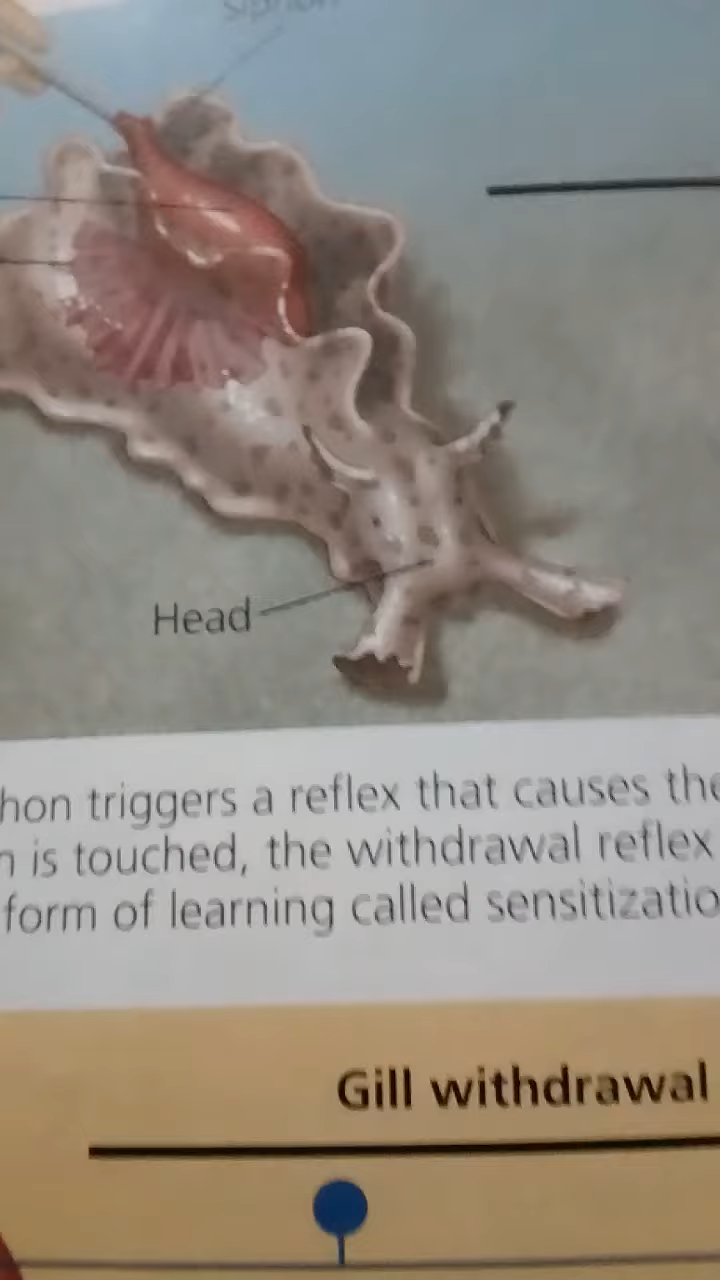 Siphon
Head
hon triggers a reflex that causes the
n is touched, the withdrawal reflex
form of learning called sensitizatio
Gill withdrawal